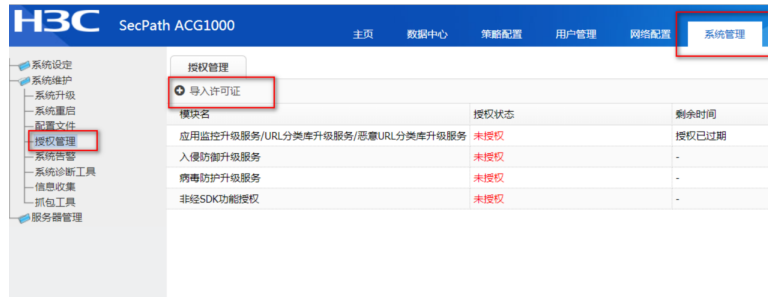 H3C SecPath ACG1000
主页 数据中心 策略配置 用户管理 网络配置 系统管理
系统设定
系统维护
系统升级
系统重启
配置文件
授权管理
系统告警
系统诊断工具
信息收集
抓包工具
服务器管理
授权管理
导入许可证
模块名 授权状态 剩余时间
应用监控升级服务/URL分类库升级服务/恶意URL分类库升级服务 未授权 授权已过期
入侵防御升级服务 未授权 -
病毒防护升级服务 未授权 -
非经SDK功能授权 未授权 -